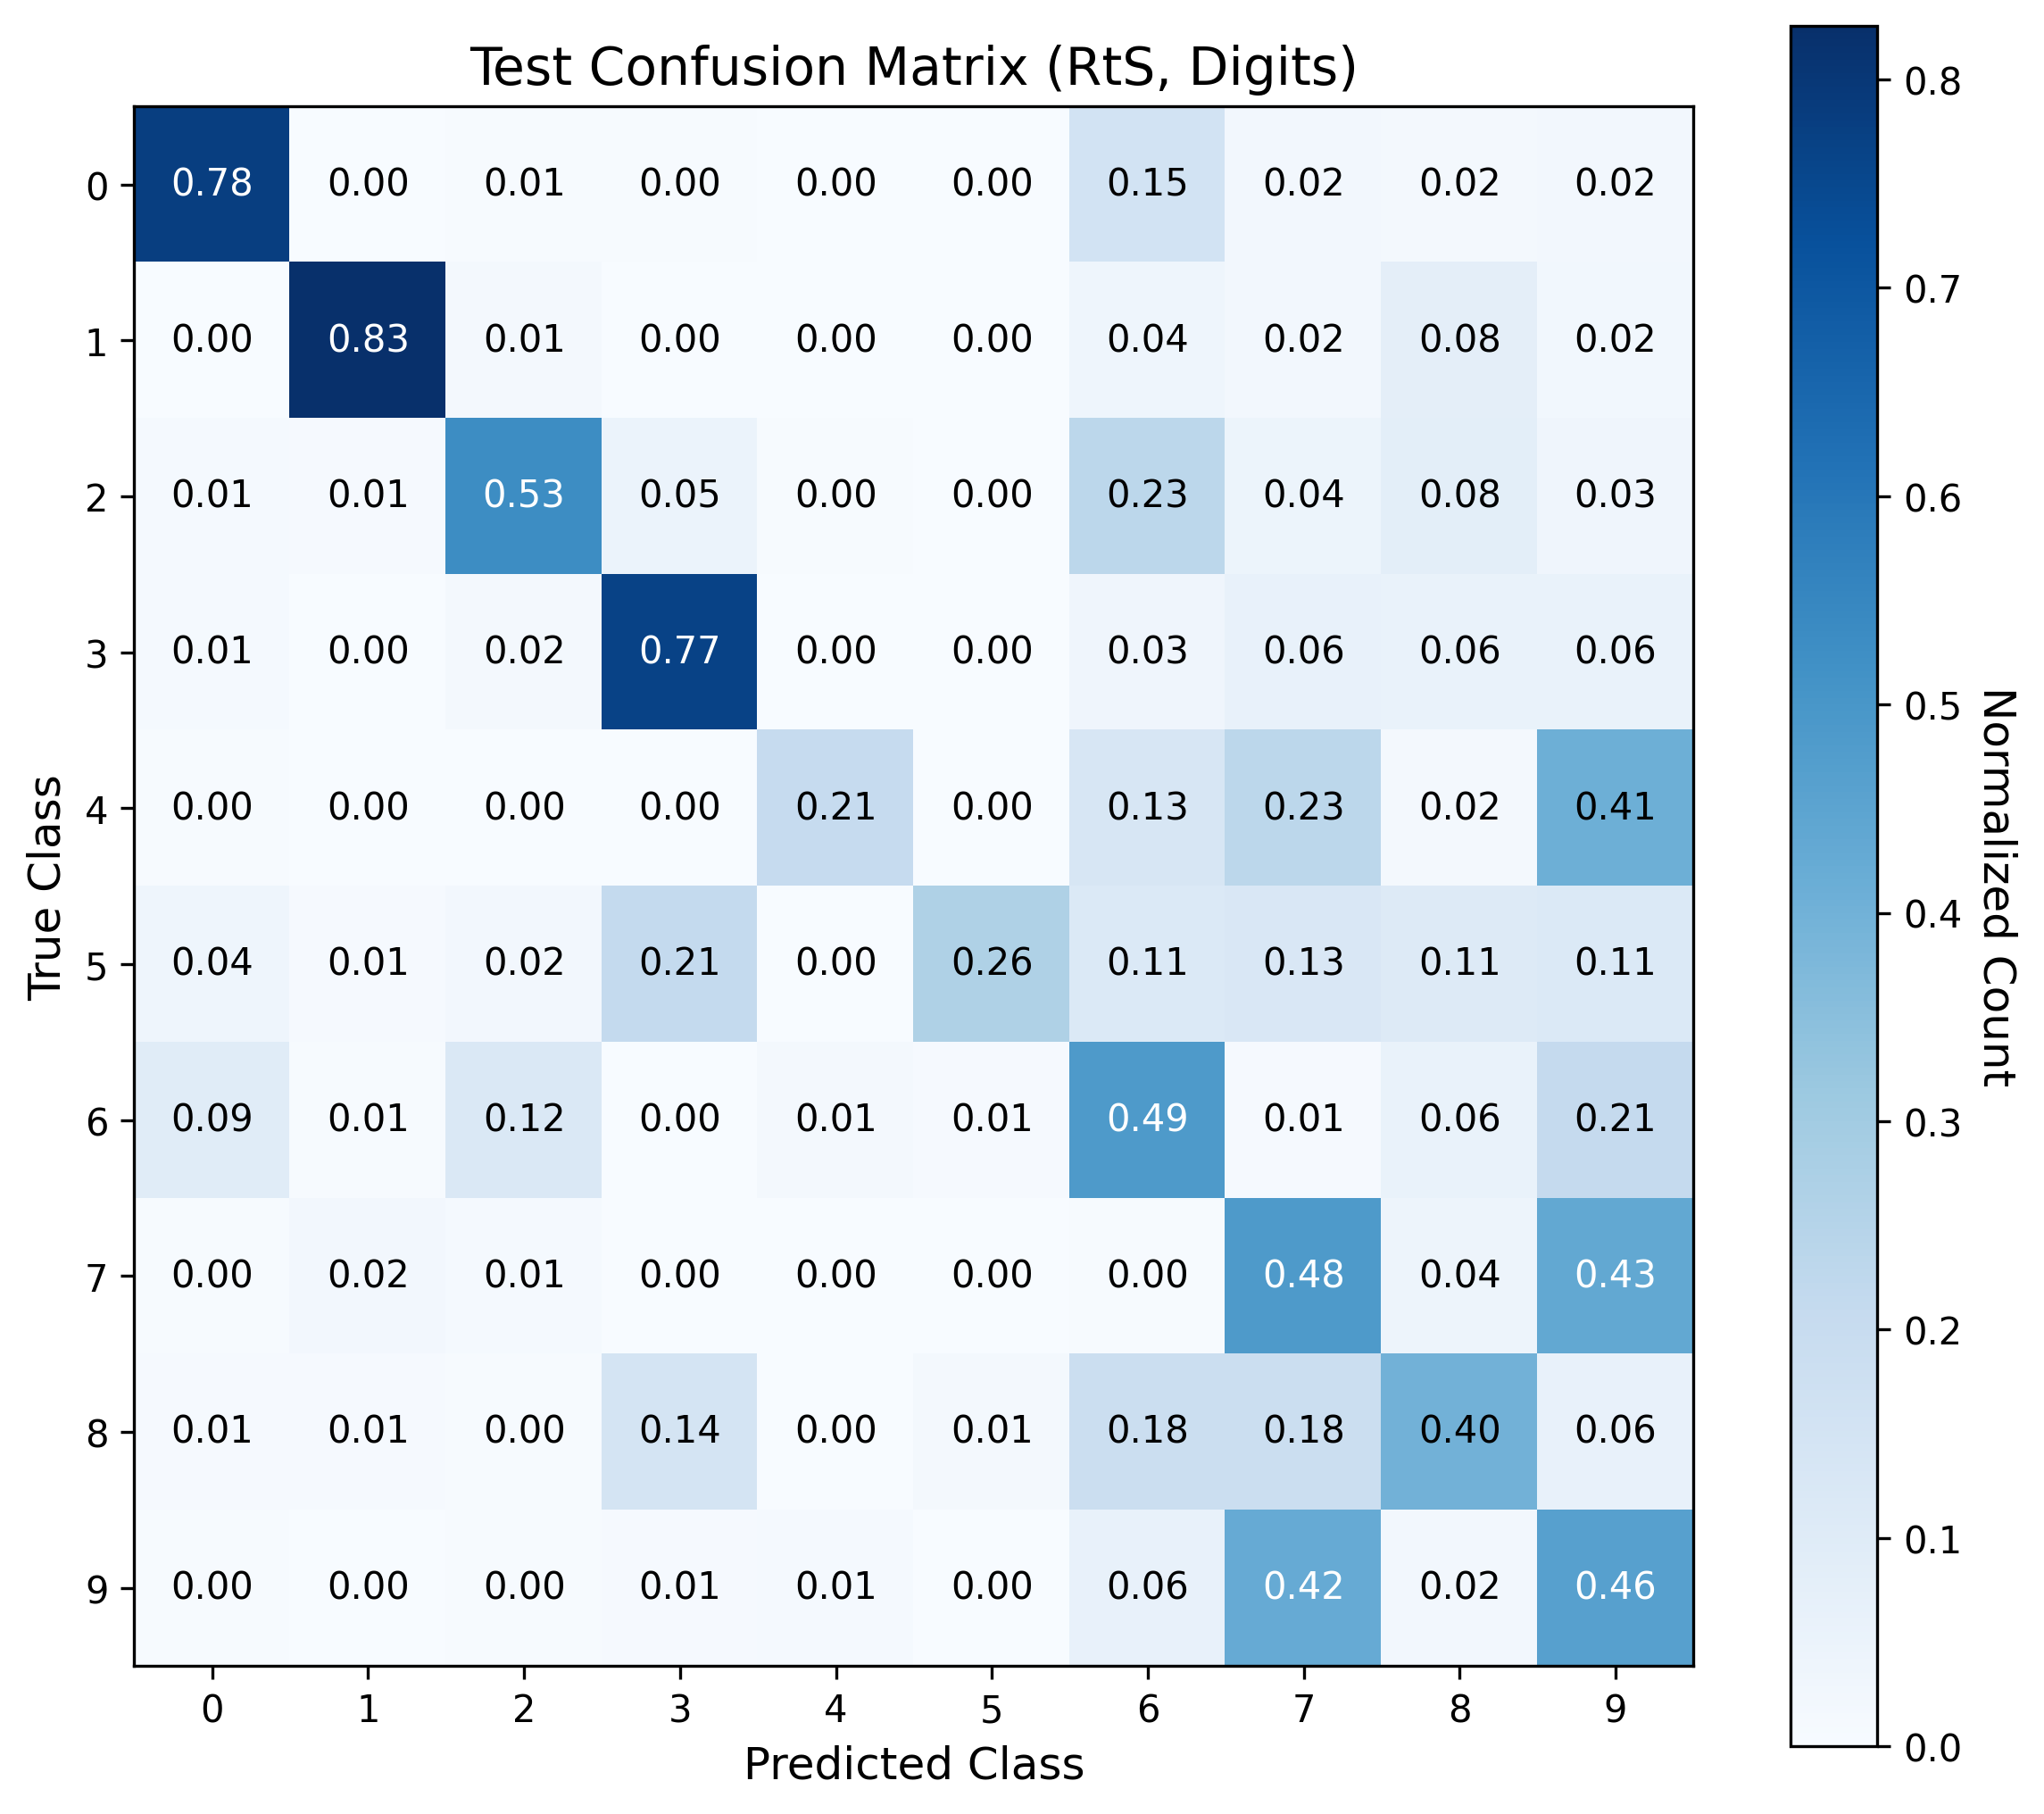 Test Confusion Matrix (RtS, Digits)
0 0.78 0.00 0.01 0.00 0.00 0.00 0.15 0.02 0.02 0.02
1 0.00 0.83 0.01 0.00 0.00 0.00 0.04 0.02 0.08 0.02
2 0.01 0.01 0.53 0.05 0.00 0.00 0.23 0.04 0.08 0.03
3 0.01 0.00 0.02 0.77 0.00 0.00 0.03 0.06 0.06 0.06
4 0.00 0.00 0.00 0.00 0.21 0.00 0.13 0.23 0.02 0.41
5 0.04 0.01 0.02 0.21 0.00 0.26 0.11 0.13 0.11 0.11
6 0.09 0.01 0.12 0.00 0.01 0.01 0.49 0.01 0.06 0.21
7 0.00 0.02 0.01 0.00 0.00 0.00 0.00 0.48 0.04 0.43
8 0.01 0.01 0.00 0.14 0.00 0.01 0.18 0.18 0.40 0.06
9 0.00 0.00 0.00 0.01 0.01 0.00 0.06 0.42 0.02 0.46
0 1 2 3 4 5 6 7 8 9
Predicted Class
True Class
0.8
0.7
0.6
0.5
0.4
0.3
0.2
0.1
0.0
Normalized Count